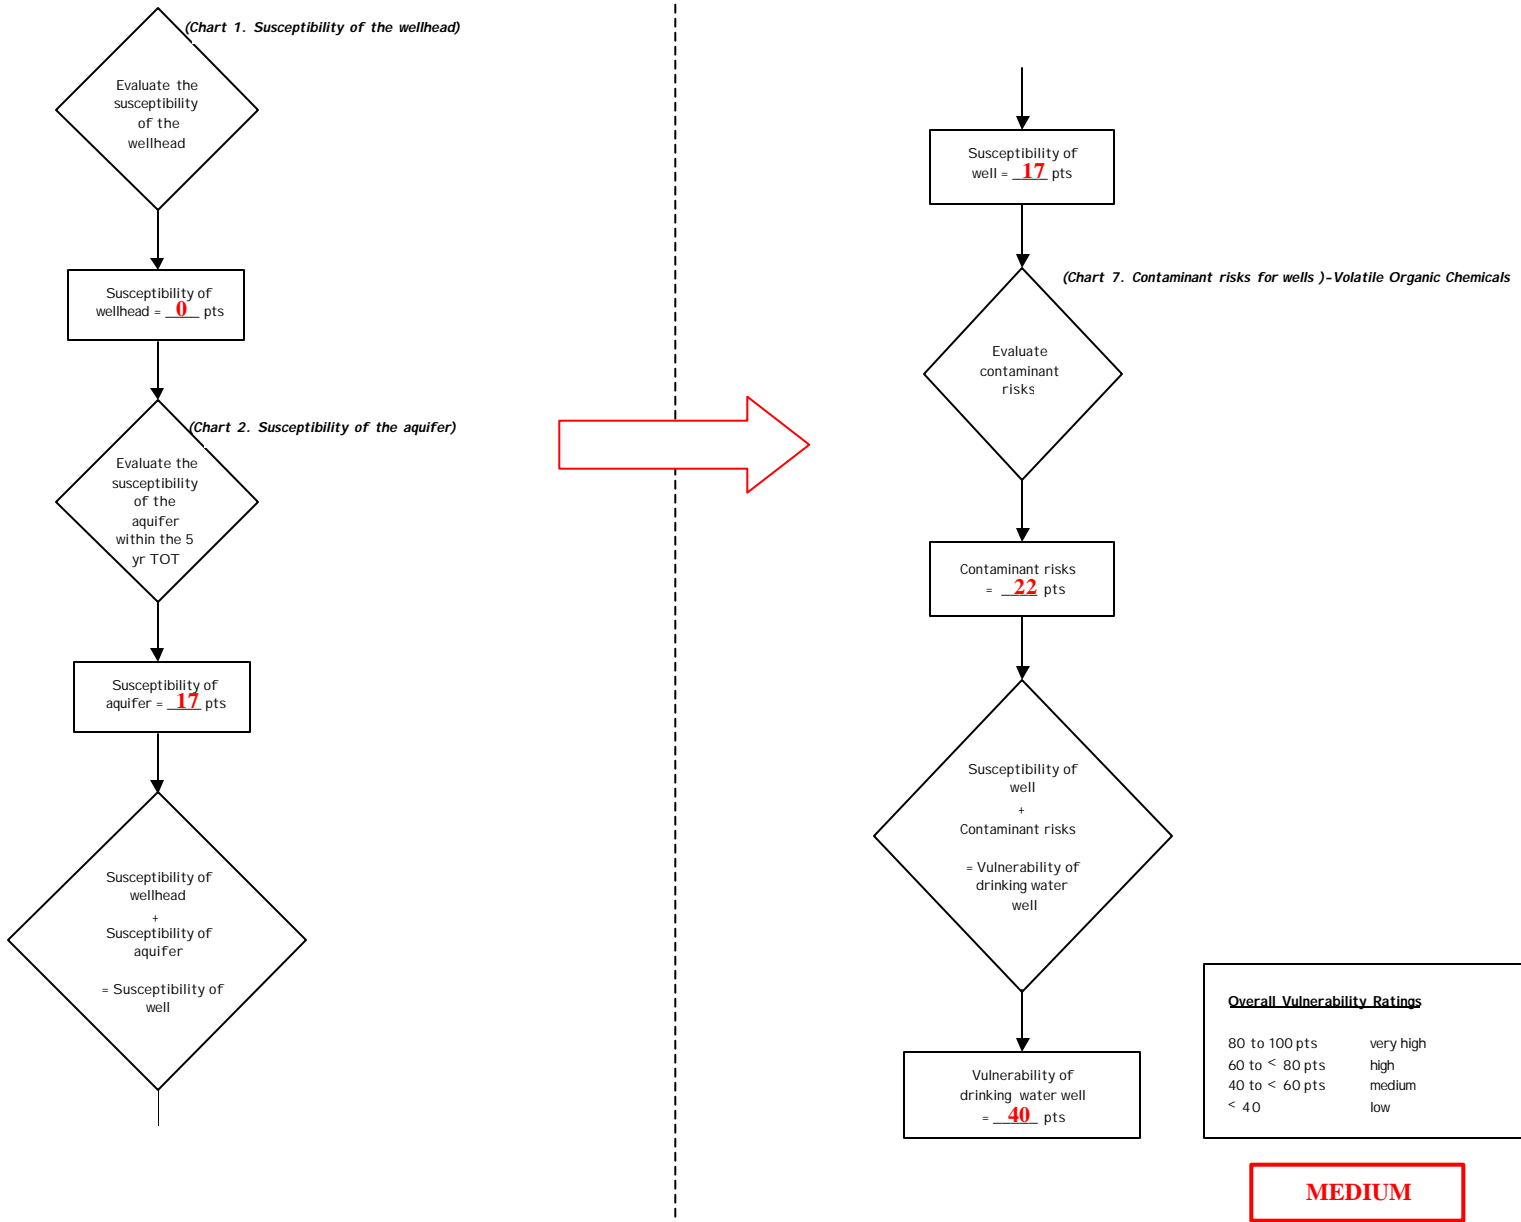 (Chart 1. Susceptibility of the wellhead)
Evaluate the
susceptibility
of the
wellhead
Susceptibility of
wellhead = 0 pts
(Chart 2. Susceptibility of the aquifer)
Evaluate the
susceptibility
of the
aquifer
within the 5
yr TOT
Susceptibility of
aquifer = 17 pts
Susceptibility of
wellhead
+
Susceptibility of
aquifer
= Susceptibility of
well
Susceptibility of
well = 17 pts
(Chart 7. Contaminant risks for wells )-Volatile Organic Chemicals
Evaluate
contaminant
risks
Contaminant risks
= 22 pts
Susceptibility of
well
+
Contaminant risks
= Vulnerability of
drinking water
well
Vulnerability of
drinking water well
= 40 pts
Overall Vulnerability Ratings
80 to 100 pts very high
60 to < 80 pts high
40 to < 60 pts medium
< 40 low
MEDIUM